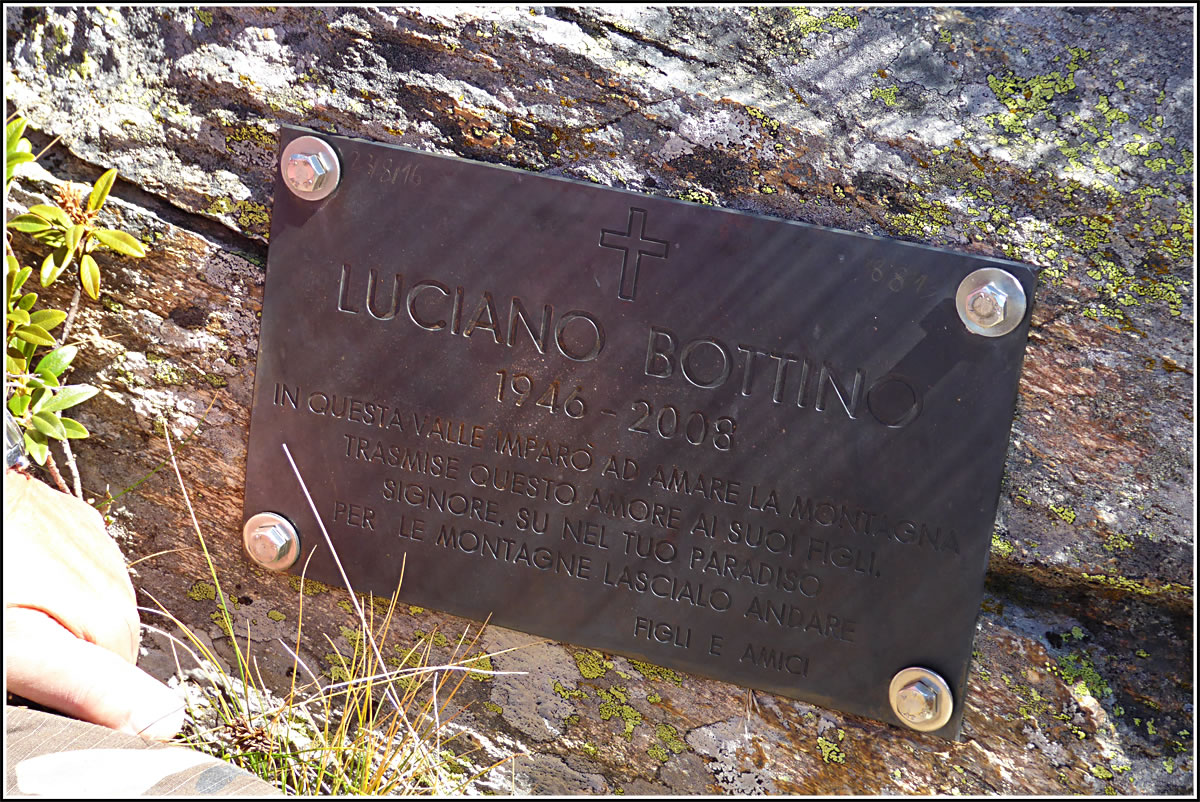 LUCIANO BOTTINO
1946 - 2008
IN QUESTA VALLE IMPARÒ AD AMARE LA MONTAGNA
TRASMISE QUESTO AMORE AI SUOI FIGLI.
SIGNORE, SU NEL TUO PARADISO
PER LE MONTAGNE LASCIALO ANDARE
FIGLI E AMICI